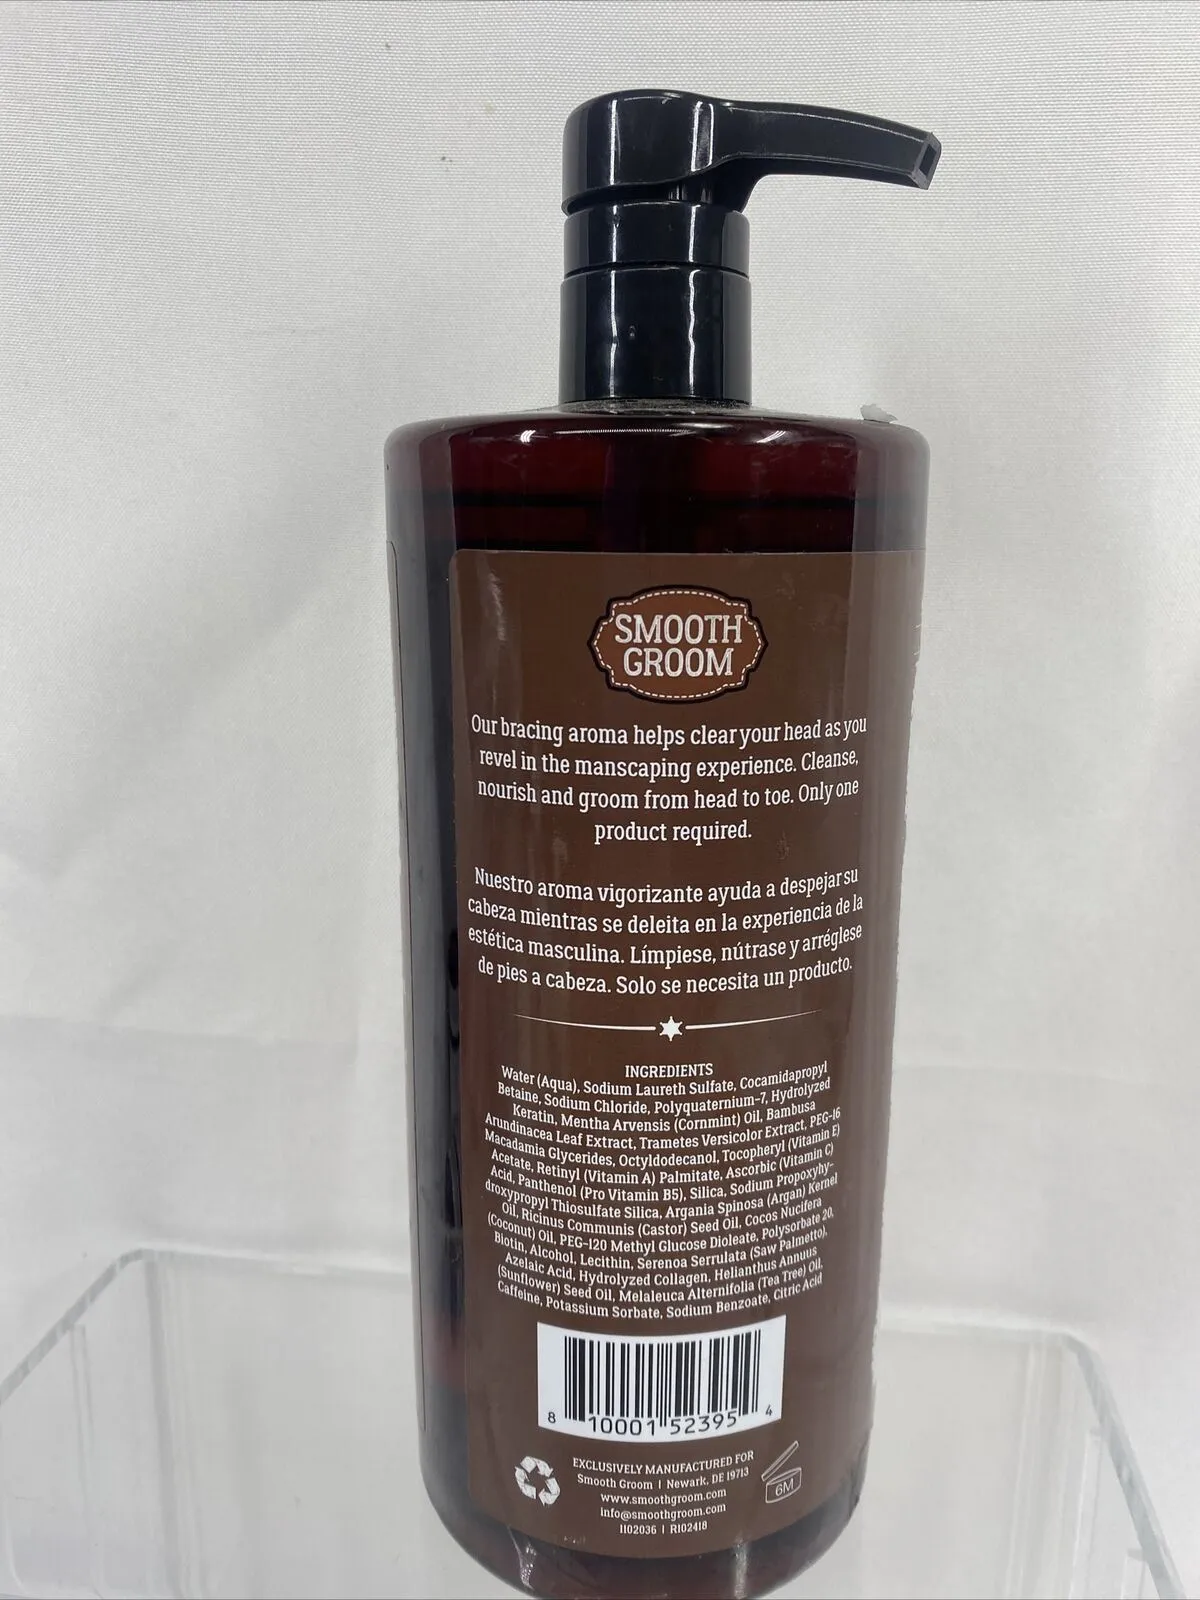 SMOOTH
GROOM
Our bracing aroma helps clear your head as you
revel in the manscaping experience. Cleanse,
nourish and groom from head to toe. Only one
product required.
Nuestro aroma vigorizante ayuda a despejar su
cabeza mientras se deleita en la experiencia de la
estética masculina. Límpiese, nútrase y arréglese
de pies a cabeza. Solo se necesita un producto.
INGREDIENTS
Water (Aqua), Sodium Laureth Sulfate, Cocamidapropyl
Betaine, Sodium Chloride, Polyquaternium-7, Hydrolyzed
Keratin, Mentha Arvensis (Cornmint) Oil, Bambusa
Arundinacea Leaf Extract, Trametes Versicolor Extract, PEG-16
Macadamia Glycerides, Octyldodecanol, Tocopheryl (Vitamin E)
Acetate, Retinyl (Vitamin A) Palmitate, Ascorbic (Vitamin C)
Acid, Panthenol (Pro Vitamin B5), Silica, Sodium Propoxyhy-
droxypropyl Thiosulfate Silica, Argania Spinosa (Argan) Kernel
Oil, Ricinus Communis (Castor) Seed Oil, Cocos Nucifera
(Coconut) Oil, PEG-120 Methyl Glucose Dioleate, Polysorbate 20,
Biotin, Alcohol, Lecithin, Serenoa Serrulata (Saw Palmetto),
Azelaic Acid, Hydrolyzed Collagen, Helianthus Annuus
(Sunflower) Seed Oil, Melaleuca Alternifolia (Tea Tree) Oil,
Caffeine, Potassium Sorbate, Sodium Benzoate, Citric Acid
8 10001 52395 4
EXCLUSIVELY MANUFACTURED FOR
Smooth Groom | Newark, DE 19713
www.smoothgroom.com
info@smoothgroom.com
1102036 | R102418
6M